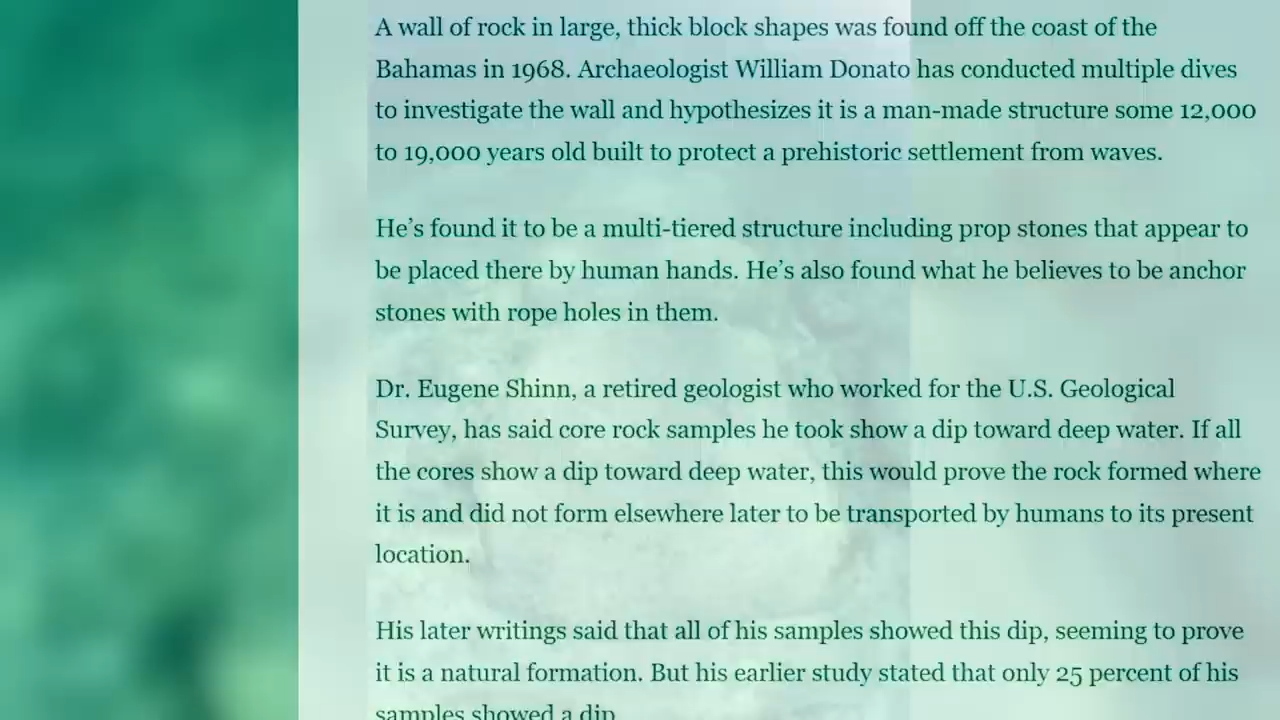 A wall of rock in large, thick block shapes was found off the coast of the
Bahamas in 1968. Archaeologist William Donato has conducted multiple dives
to investigate the wall and hypothesizes it is a man-made structure some 12,000
to 19,000 years old built to protect a prehistoric settlement from waves.
He’s found it to be a multi-tiered structure including prop stones that appear to
be placed there by human hands. He’s also found what he believes to be anchor
stones with rope holes in them.
Dr. Eugene Shinn, a retired geologist who worked for the U.S. Geological
Survey, has said core rock samples he took show a dip toward deep water. If all
the cores show a dip toward deep water, this would prove the rock formed where
it is and did not form elsewhere later to be transported by humans to its present
location.
His later writings said that all of his samples showed this dip, seeming to prove
it is a natural formation. But his earlier study stated that only 25 percent of his
samples showed a dip